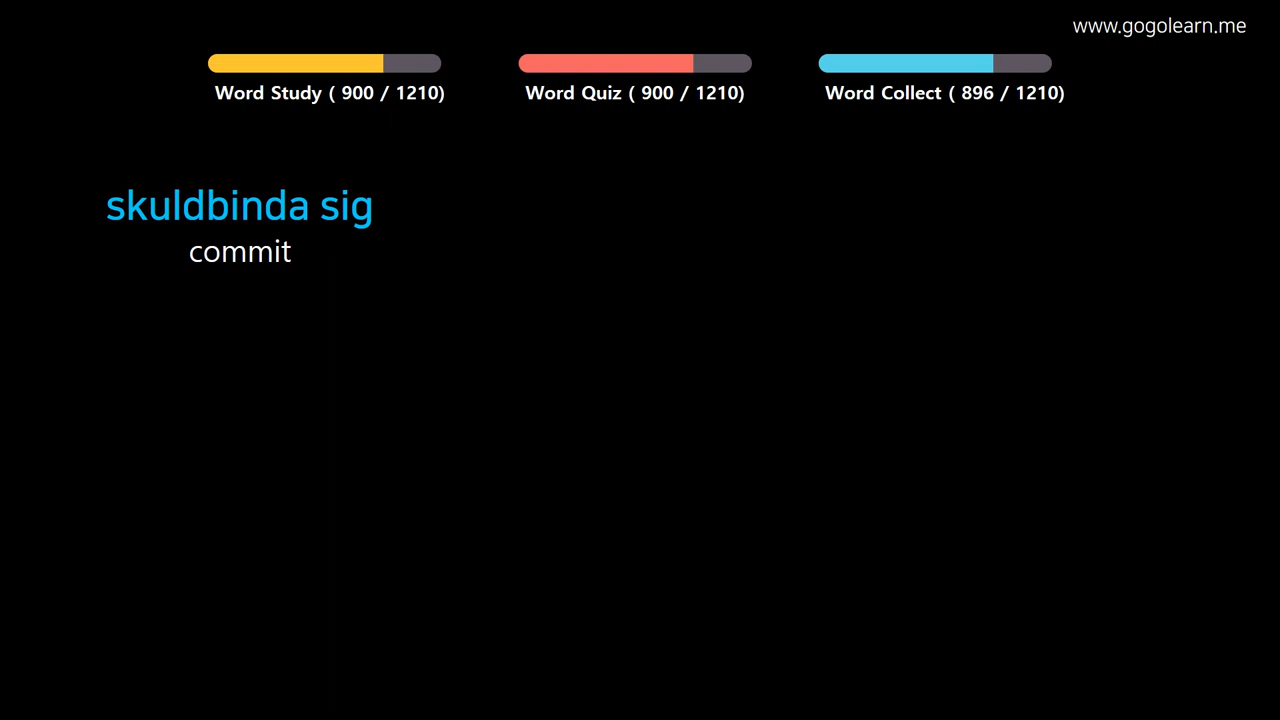 www.gogolearn.me
Word Study ( 900 / 1210)
Word Quiz ( 900 / 1210)
Word Collect ( 896 / 1210)
skuldbinda sig
commit